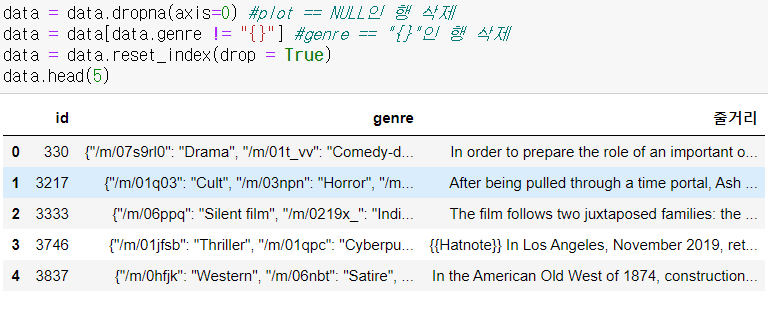 data = data.dropna(axis=0) #plot == NULL인 행 삭제
data = data[data.genre != "{}"] #genre == "{}"인 행 삭제
data = data.reset_index(drop = True)
data.head(5)
id genre 줄거리
0 330 {"/m/07s9rl0": "Drama", "/m/01t_vv": "Comedy-d... In order to prepare the role of an important o...
1 3217 {"/m/01q03": "Cult", "/m/03npn": "Horror", "/m... After being pulled through a time portal, Ash ...
2 3333 {"/m/06ppq": "Silent film", "/m/0219x_": "Indi... The film follows two juxtaposed families: the ...
3 3746 {"/m/01jfsb": "Thriller", "/m/01qpc": "Cyberpu... {{Hatnote}} In Los Angeles, November 2019, ret...
4 3837 {"/m/0hfjk": "Western", "/m/06nbt": "Satire", ... In the American Old West of 1874, construction...